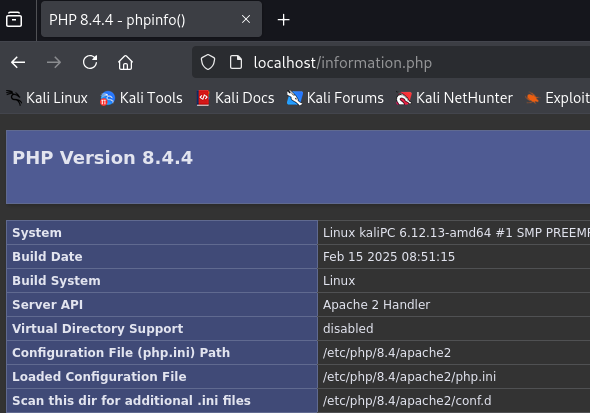 PHP 8.4.4 - phpinfo()
localhost/information.php
Kali Linux Kali Tools Kali Docs Kali Forums Kali NetHunter Exploit
PHP Version 8.4.4
System Linux kaliPC 6.12.13-amd64 #1 SMP PREEMP
Build Date Feb 15 2025 08:51:15
Build System Linux
Server API Apache 2 Handler
Virtual Directory Support disabled
Configuration File (php.ini) Path /etc/php/8.4/apache2
Loaded Configuration File /etc/php/8.4/apache2/php.ini
Scan this dir for additional .ini files /etc/php/8.4/apache2/conf.d